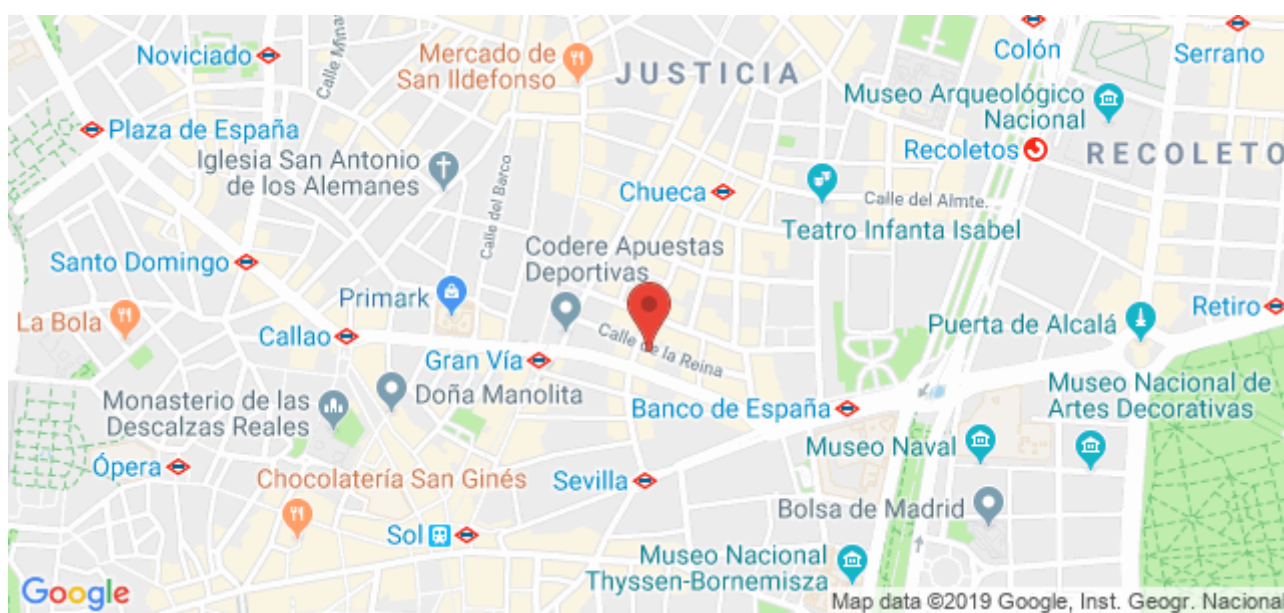 Colón
Serrano
Noviciado
Calle Mina
Mercado de
San Ildefonso
JUSTICIA
Museo Arqueológico
Nacional
Plaza de España
Recoletos
RECOLETO
Iglesia San Antonio
de los Alemanes
Calle del Barco
Chueca
Calle del Almte.
Teatro Infanta Isabel
Codere Apuestas
Deportivas
Santo Domingo
Primark
La Bola
Callao
Calle de la Reina
Retiro
Puerta de Alcalá
Gran Vía
Doña Manolita
Museo Nacional de
Artes Decorativas
Monasterio de las
Descalzas Reales
Banco de España
Museo Naval
Ópera
Chocolatería San Ginés
Sevilla
Bolsa de Madrid
Sol
Museo Nacional
Thyssen-Bornemisza
Google
Map data ©2019 Google, Inst. Geogr. Naciona